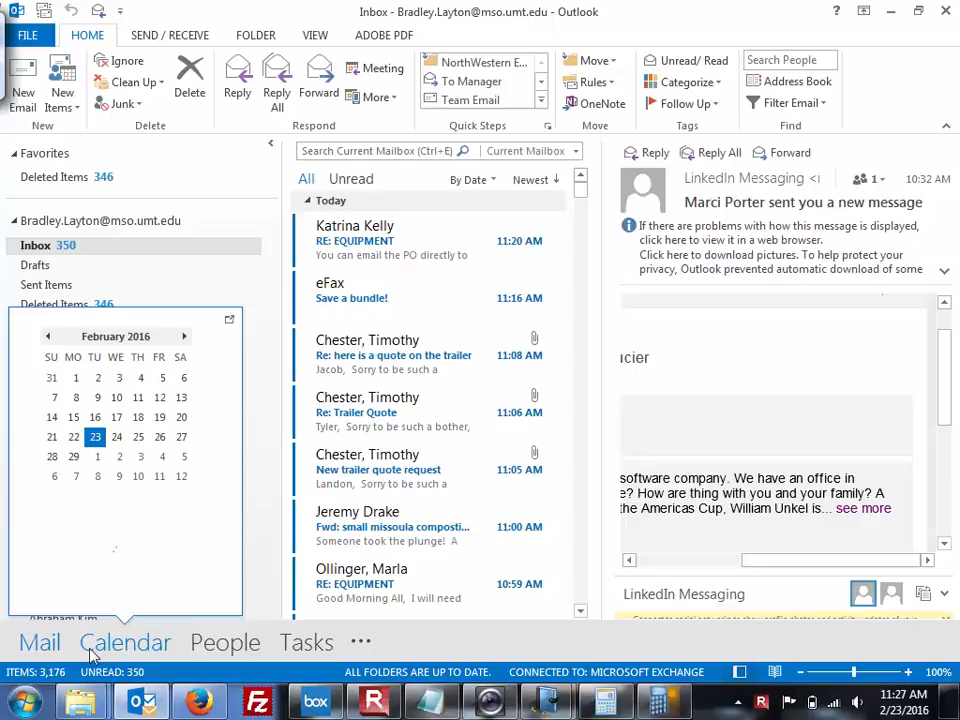 Inbox - Bradley.Layton@mso.umt.edu - Outlook
?
FILE HOME SEND / RECEIVE FOLDER VIEW ADOBE PDF
New Email
New Items
New
Ignore
Clean Up
Junk
Delete
Delete
Reply
Reply All
Forward
Meeting
More
Respond
NorthWestern E...
To Manager
Team Email
Quick Steps
Move
Rules
OneNote
Move
Unread/ Read
Categorize
Follow Up
Tags
Search People
Address Book
Filter Email
Find
Favorites
Deleted Items 346
Bradley.Layton@mso.umt.edu
Inbox 350
Drafts
Sent Items
Deleted Items 346
February 2016
SU MO TU WE TH FR SA
31 1 2 3 4 5 6
7 8 9 10 11 12 13
14 15 16 17 18 19 20
21 22 23 24 25 26 27
28 29 1 2 3 4 5
6 7 8 9 10 11 12
Abraham Kim
Search Current Mailbox (Ctrl+E) Current Mailbox
All Unread By Date Newest
Today
Katrina Kelly
RE: EQUIPMENT 11:20 AM
You can email the PO directly to
eFax
Save a bundle! 11:16 AM
Chester, Timothy
Re: here is a quote on the trailer 11:08 AM
Jacob, Sorry to be such a
Chester, Timothy
Re: Trailer Quote 11:06 AM
Tyler, Sorry to be such a bother,
Chester, Timothy
New trailer quote request 11:05 AM
Landon, Sorry to be such a
Jeremy Drake
Fwd: small missoula composti... 11:00 AM
Someone took the plunge! A
Ollinger, Marla
RE: EQUIPMENT 10:59 AM
Good Morning All, I will need
Reply Reply All Forward
LinkedIn Messaging <l 1 10:32 AM
Marci Porter sent you a new message
If there are problems with how this message is displayed,
click here to view it in a web browser.
Click here to download pictures. To help protect your
privacy, Outlook prevented automatic download of some
ucier
software company. We have an office in
e? How are thing with you and your family? A
the Americas Cup, William Unkel is... see more
LinkedIn Messaging
Mail Calendar People Tasks •••
ITEMS: 3,176 UNREAD: 350 ALL FOLDERS ARE UP TO DATE. CONNECTED TO: MICROSOFT EXCHANGE 100%
box
11:27 AM
2/23/2016